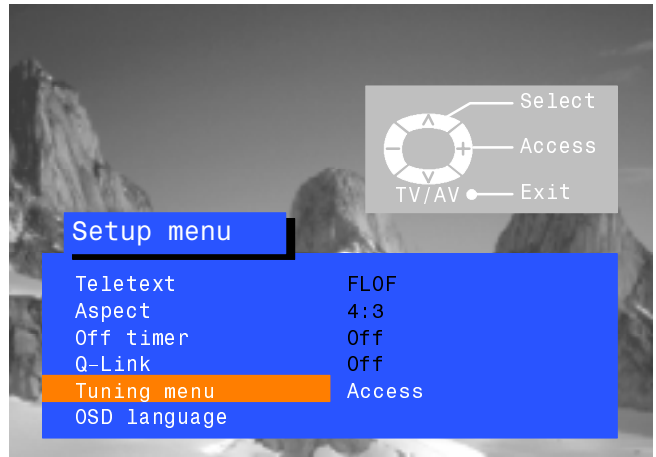 Select
Access
TV/AV Exit
Setup menu
Teletext FLOF
Aspect 4:3
Off timer Off
Q–Link Off
Tuning menu Access
OSD language